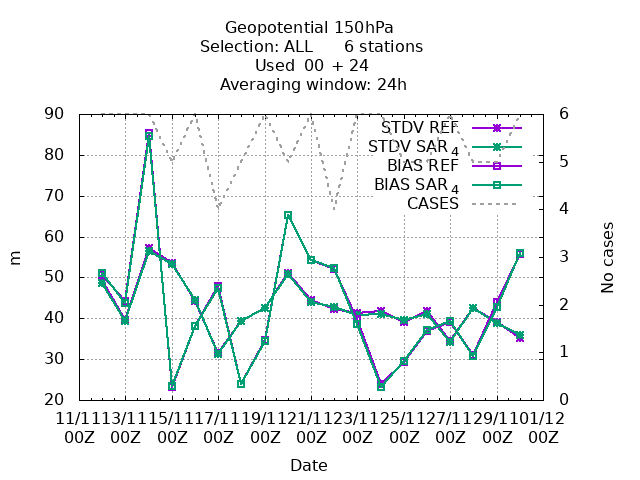 Geopotential 150hPa
Selection: ALL 6 stations
Used 00 + 24
Averaging window: 24h
90
80
70
60
50
40
30
20
m
6
5
4
3
2
1
0
No cases
STDV REF
STDV SAR 4
BIAS REF
BIAS SAR 4
CASES
11/11 13/11 15/11 17/11 19/11 21/11 23/11 25/11 27/11 29/11 01/12
00Z 00Z 00Z 00Z 00Z 00Z 00Z 00Z 00Z 00Z 00Z
Date